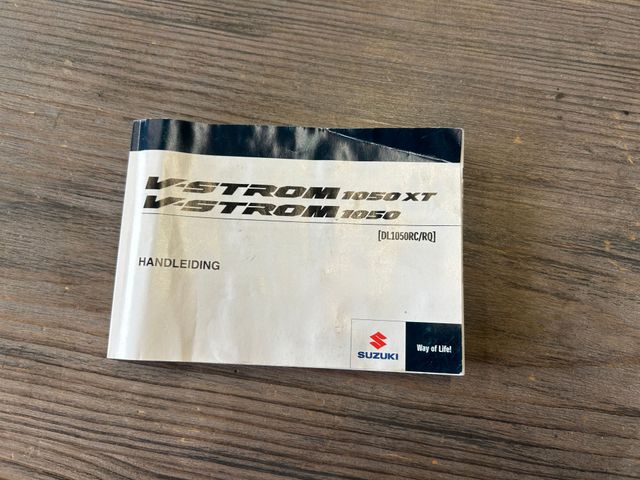 V-STROM 1050 XT
V-STROM 1050
[DL1050RC/RQ]
HANDLEIDING
SUZUKI
Way of Life!